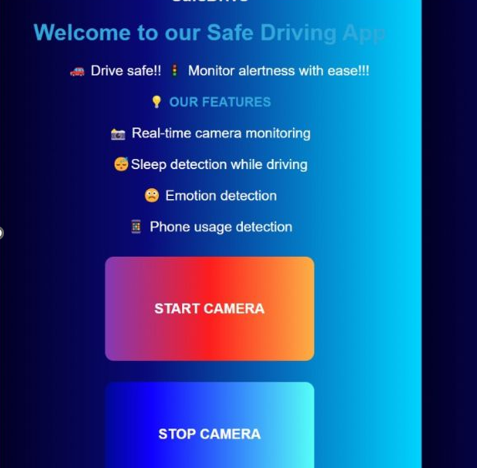 Welcome to our Safe Driving App
🚗 Drive safe!! 🚦 Monitor alertness with ease!!!
💡 OUR FEATURES
📸 Real-time camera monitoring
😴Sleep detection while driving
😟 Emotion detection
📵 Phone usage detection
START CAMERA
STOP CAMERA